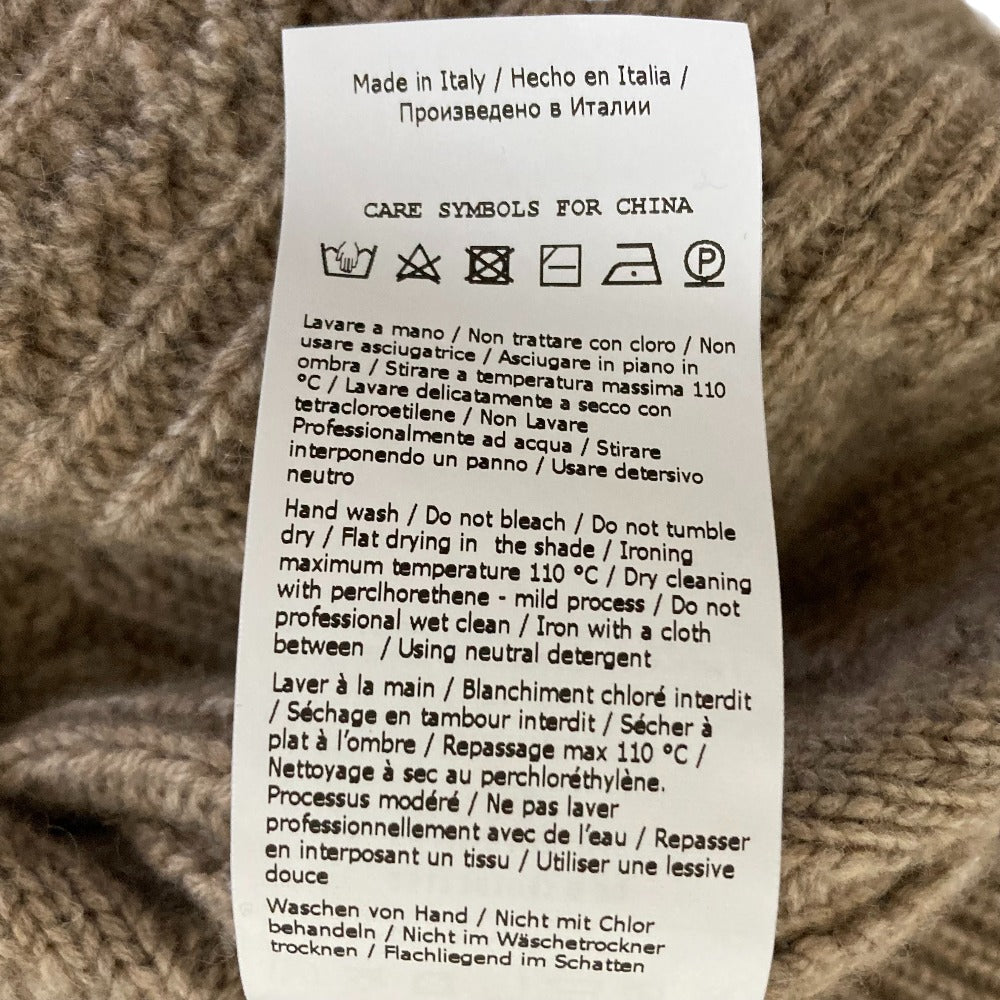 Made in Italy / Hecho en Italia /
Произведено в Италии
CARE SYMBOLS FOR CHINA
P
Lavare a mano / Non trattare con cloro / Non
usare asciugatrice / Asciugare in piano in
ombra / Stirare a temperatura massima 110
°C / Lavare delicatamente a secco con
tetracloroetilene / Non Lavare
Professionalmente ad acqua / Stirare
interponendo un panno / Usare detersivo
neutro
Hand wash / Do not bleach / Do not tumble
dry / Flat drying in the shade / Ironing
maximum temperature 110 °C / Dry cleaning
with perclhorethene - mild process / Do not
professional wet clean / Iron with a cloth
between / Using neutral detergent
Laver à la main / Blanchiment chloré interdit
/ Séchage en tambour interdit / Sécher à
plat à l'ombre / Repassage max 110 °C /
Nettoyage à sec au perchloréthylène.
Processus modéré / Ne pas laver
professionnellement avec de l'eau / Repasser
en interposant un tissu / Utiliser une lessive
douce
Waschen von Hand / Nicht mit Chlor
behandeln / Nicht im Wäschetrockner
trocknen / Flachliegend im Schatten